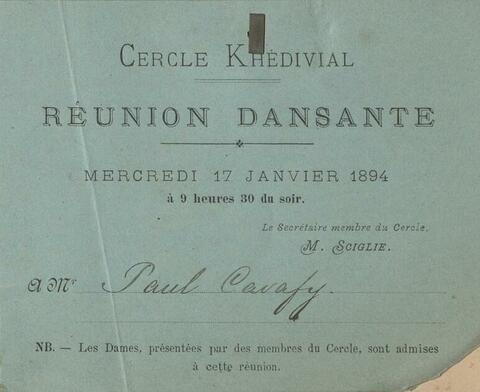 CERCLE KHÉDIVIAL
RÉUNION DANSANTE
MERCREDI 17 JANVIER 1894
à 9 heures 30 du soir.
Le Secrétaire membre du Cercle,
M. SCIGLIE.
A Mr Paul Cavafy.
NB. — Les Dames, présentées par des membres du Cercle, sont admises
à cette réunion.